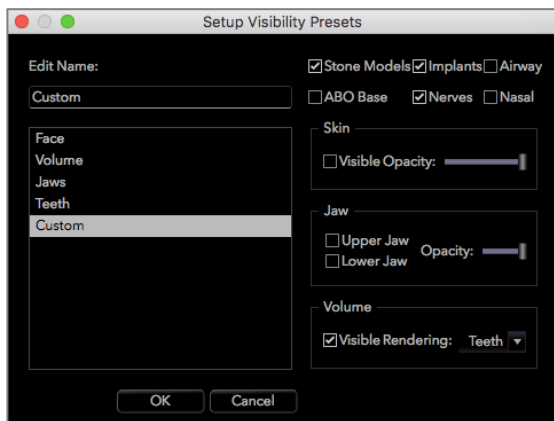 Setup Visibility Presets
Edit Name:
Custom
Face
Volume
Jaws
Teeth
Custom
Stone Models Implants Airway
ABO Base Nerves Nasal
Skin
Visible Opacity:
Jaw
Upper Jaw
Lower Jaw
Opacity:
Volume
Visible Rendering: Teeth
OK Cancel